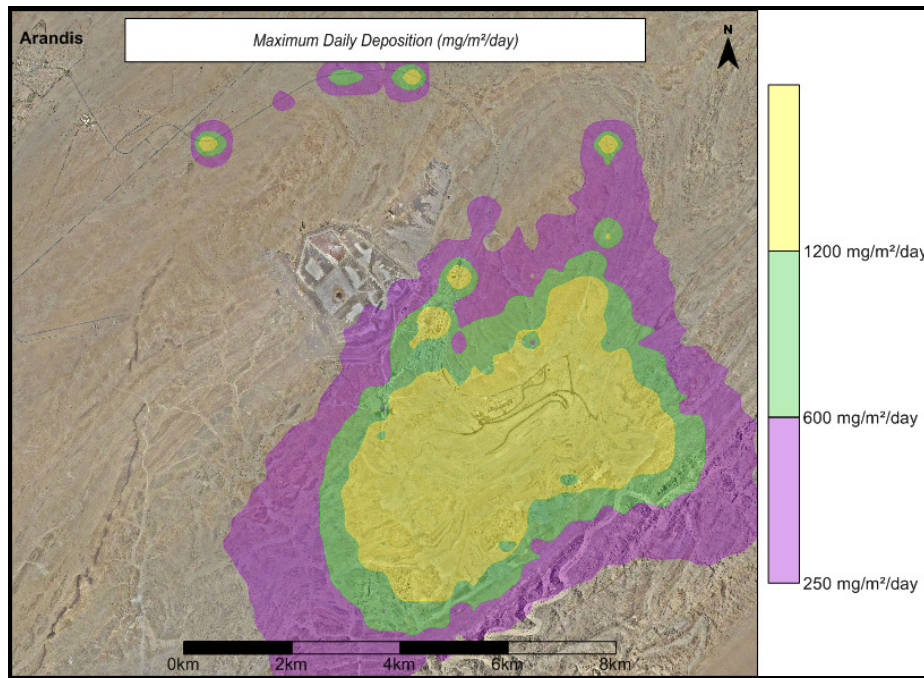 Arandis
Maximum Daily Deposition (mg/m²/day)
N
1200 mg/m²/day
600 mg/m²/day
250 mg/m²/day
0km 2km 4km 6km 8km